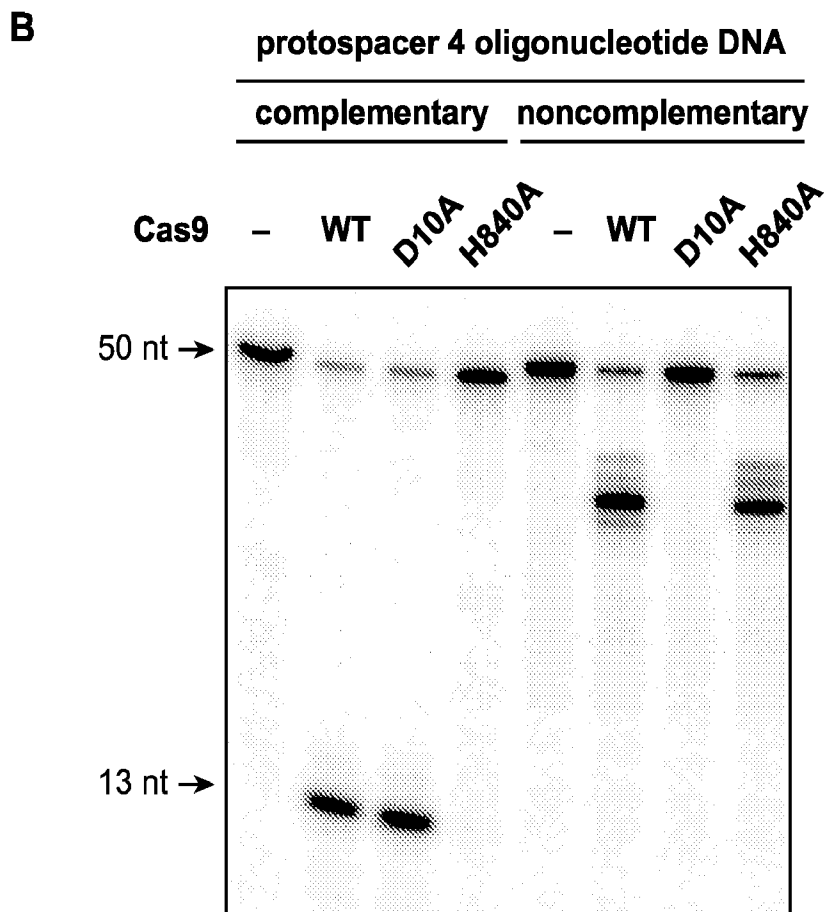 B
protospacer 4 oligonucleotide DNA
complementary noncomplementary
Cas9 – WT D10A H840A – WT D10A H840A
50 nt →
13 nt →